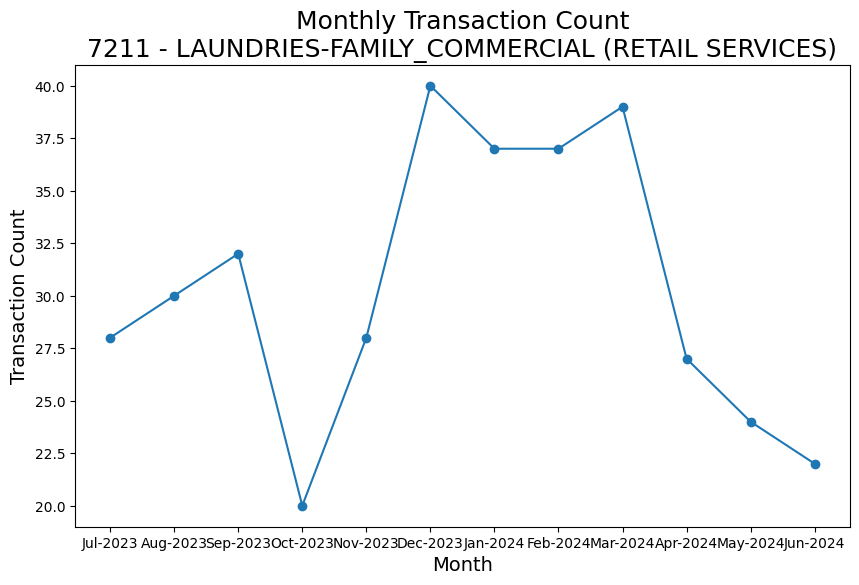 Monthly Transaction Count
7211 - LAUNDRIES-FAMILY_COMMERCIAL (RETAIL SERVICES)
Transaction Count
40.0
37.5
35.0
32.5
30.0
27.5
25.0
22.5
20.0
Jul-2023 Aug-2023 Sep-2023 Oct-2023 Nov-2023 Dec-2023 Jan-2024 Feb-2024 Mar-2024 Apr-2024 May-2024 Jun-2024
Month